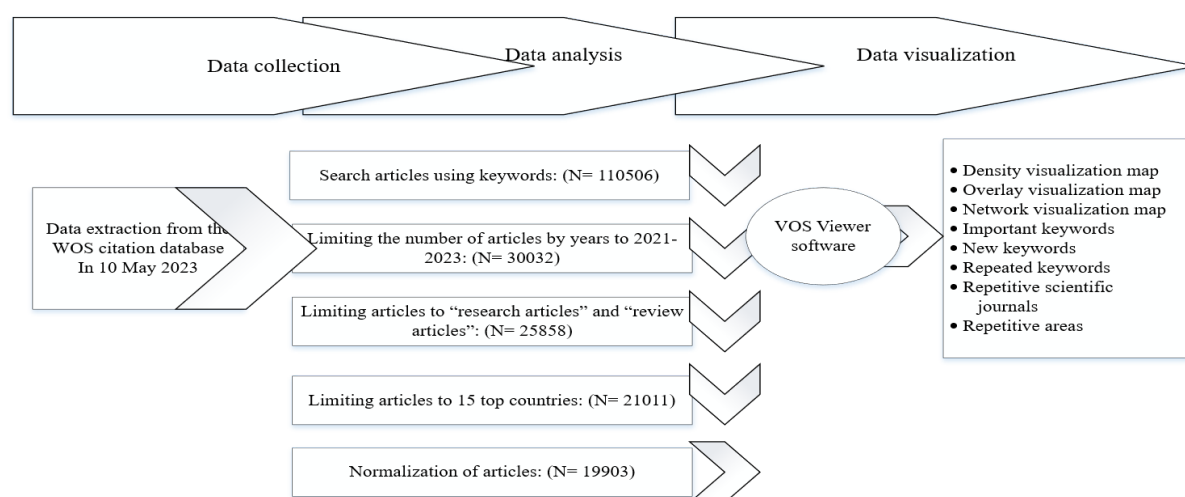 Data collection
Data analysis
Data visualization
Data extraction from the
WOS citation database
In 10 May 2023
Search articles using keywords: (N= 110506)
Limiting the number of articles by years to 2021-
2023: (N= 30032)
Limiting articles to “research articles” and “review
articles”: (N= 25858)
Limiting articles to 15 top countries: (N= 21011)
Normalization of articles: (N= 19903)
VOS Viewer
software
• Density visualization map
• Overlay visualization map
• Network visualization map
• Important keywords
• New keywords
• Repeated keywords
• Repetitive scientific
journals
• Repetitive areas